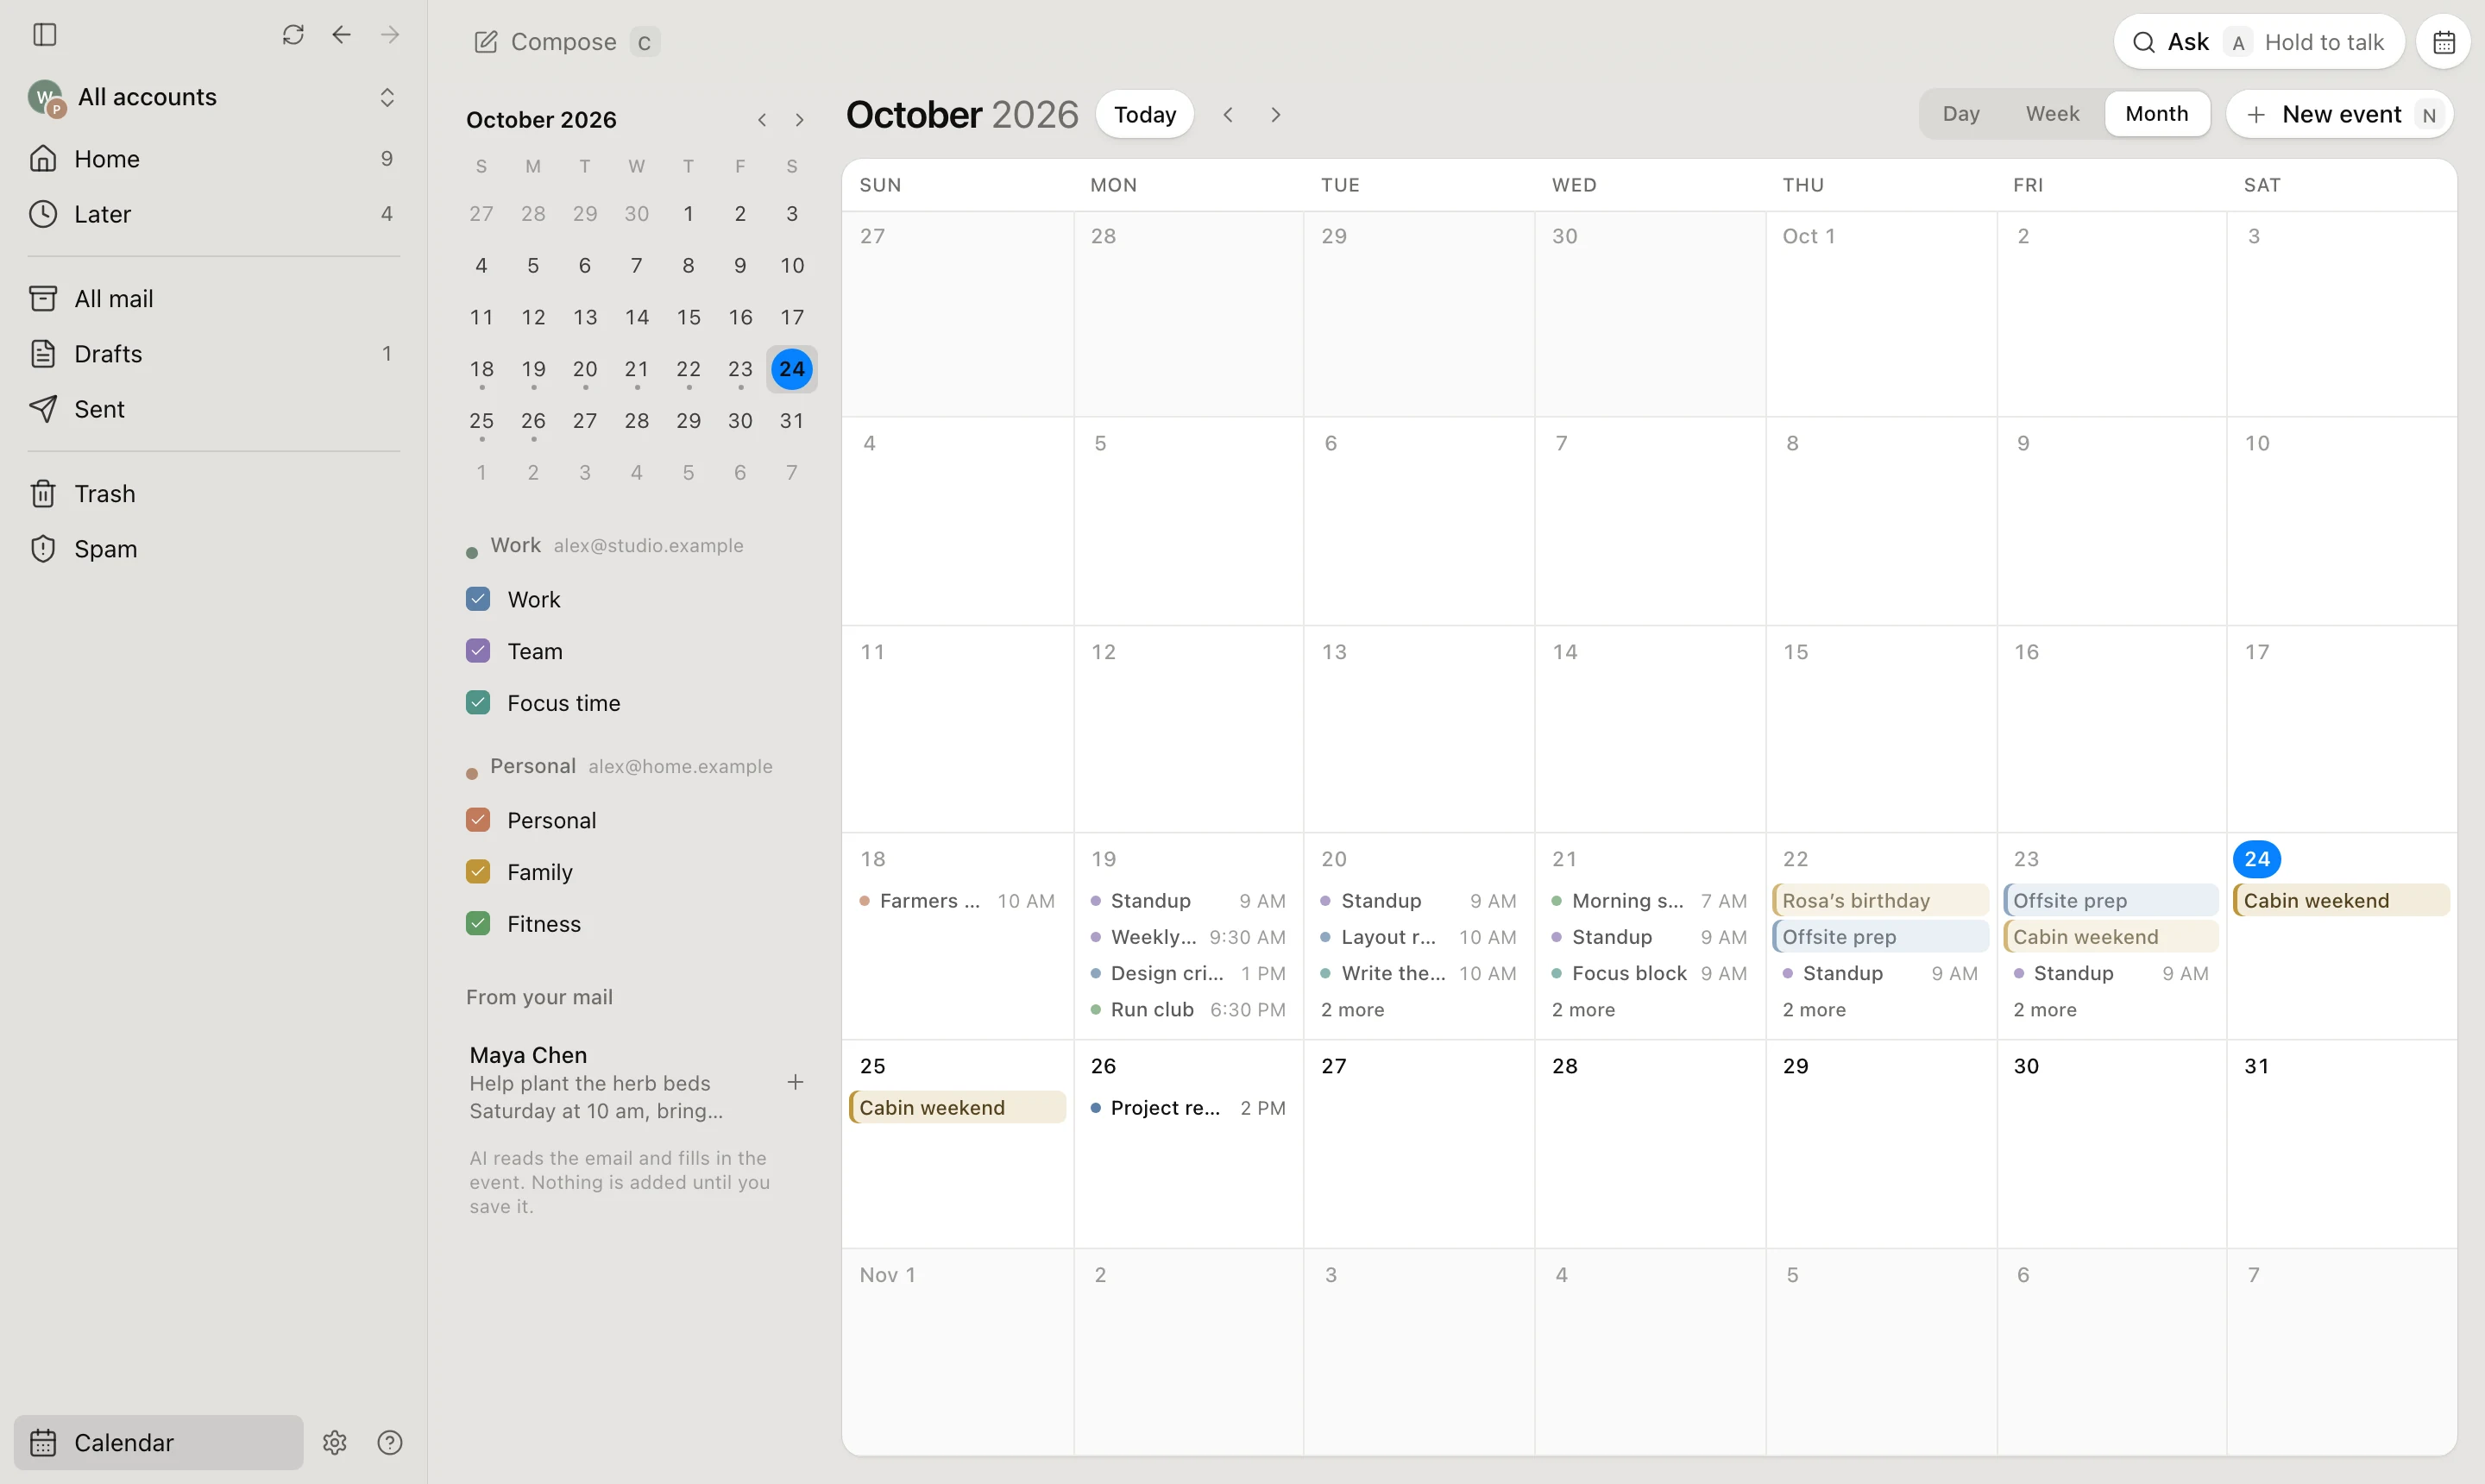 Compose C
Ask A Hold to talk
All accounts
W
P
Home 9
Later 4
All mail
Drafts 1
Sent
Trash
Spam
Calendar
October 2026
S M T W T F S
27 28 29 30 1 2 3
4 5 6 7 8 9 10
11 12 13 14 15 16 17
18 19 20 21 22 23 24
25 26 27 28 29 30 31
1 2 3 4 5 6 7
Work alex@studio.example
Work
Team
Focus time
Personal alex@home.example
Personal
Family
Fitness
From your mail
Maya Chen
Help plant the herb beds
Saturday at 10 am, bring...
AI reads the email and fills in the
event. Nothing is added until you
save it.
October 2026 Today
Day Week Month
New event N
SUN MON TUE WED THU FRI SAT
27 28 29 30 Oct 1 2 3
4 5 6 7 8 9 10
11 12 13 14 15 16 17
18
Farmers ... 10 AM
19
Standup 9 AM
Weekly... 9:30 AM
Design cri... 1 PM
Run club 6:30 PM
20
Standup 9 AM
Layout r... 10 AM
Write the... 10 AM
2 more
21
Morning s... 7 AM
Standup 9 AM
Focus block 9 AM
2 more
22
Rosa’s birthday
Offsite prep
Standup 9 AM
2 more
23
Offsite prep
Cabin weekend
Standup 9 AM
2 more
24
Cabin weekend
25
Cabin weekend
26
Project re... 2 PM
27 28 29 30 31
Nov 1 2 3 4 5 6 7